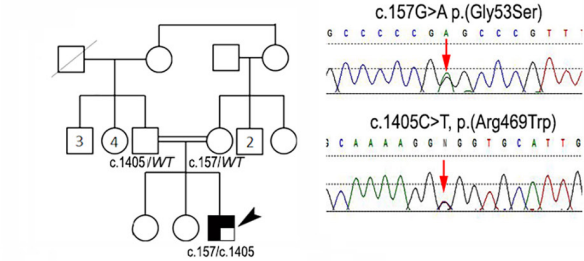 c.157G>A p.(Gly53Ser)
G C C C C C G A G C C C G T T T
3 4 2
c.1405/WT c.157/WT
c.1405C>T, p.(Arg469Trp)
G C A A A A G G N G G T G C A T T G
c.157/c.1405